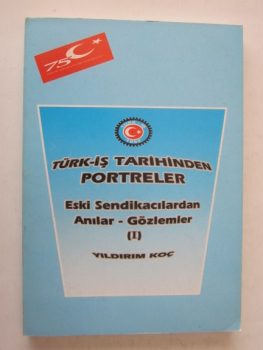 75
TÜRK-İŞ TARİHİNDEN
PORTRELER
Eski Sendikacılardan
Anılar - Gözlemler
(I)
YILDIRIM KOÇ